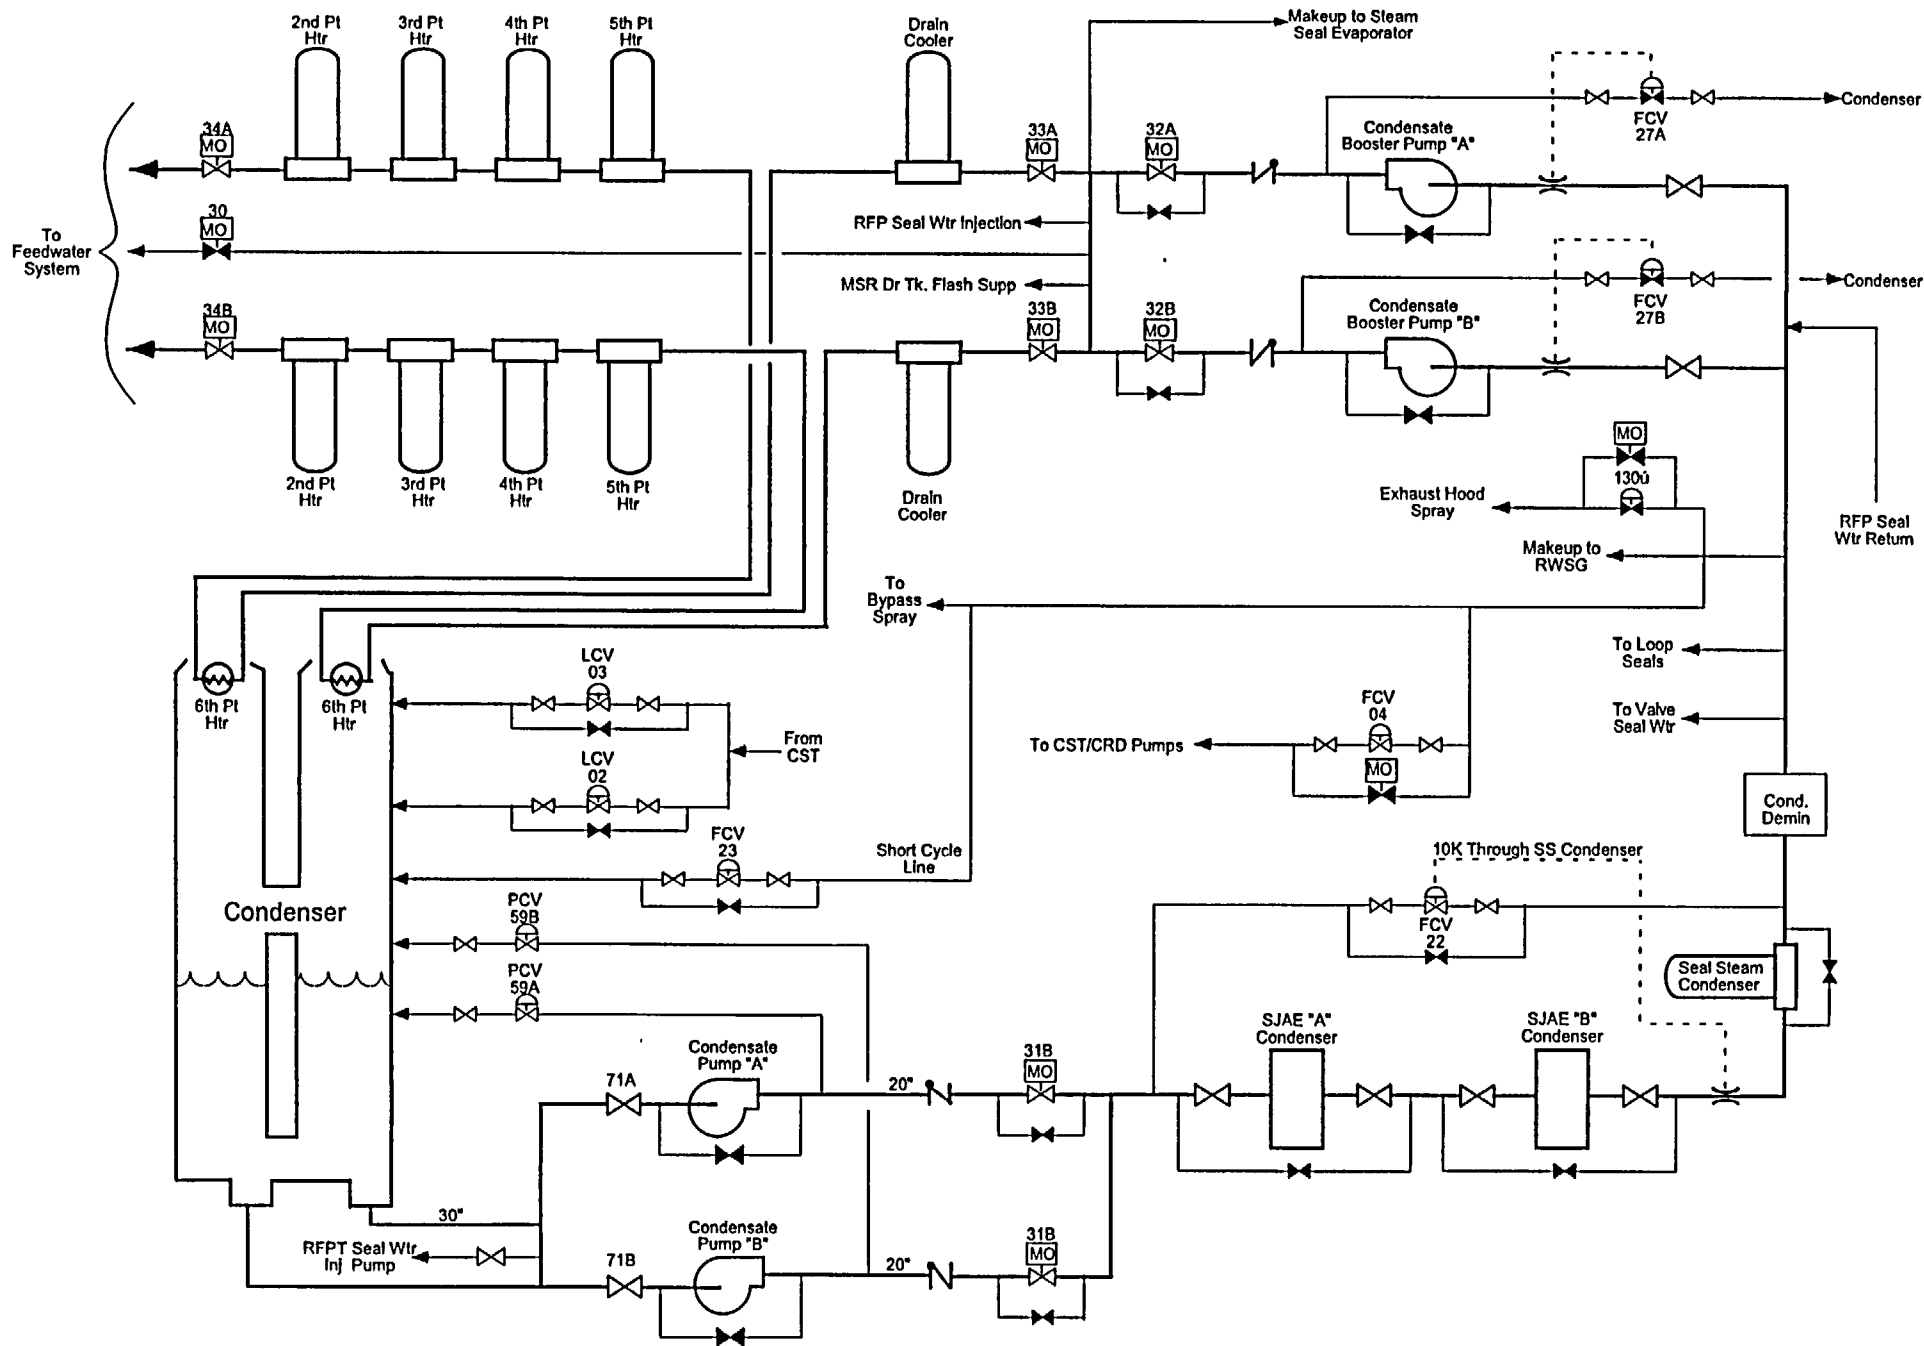 2nd Pt
Htr
3rd Pt
Htr
4th Pt
Htr
5th Pt
Htr
Drain
Cooler
Makeup to Steam
Seal Evaporator
Condenser
FCV
27A
34A
MO
33A
MO
32A
MO
Condensate
Booster Pump "A"
30
MO
To
Feedwater
System
RFP Seal Wtr Injection
MSR Dr Tk. Flash Supp
Condenser
FCV
27B
34B
MO
33B
MO
32B
MO
Condensate
Booster Pump "B"
2nd Pt
Htr
3rd Pt
Htr
4th Pt
Htr
5th Pt
Htr
Drain
Cooler
MO
130ú
Exhaust Hood
Spray
RFP Seal
Wtr Return
Makeup to
RWSG
To
Bypass
Spray
To Loop
Seals
To Valve
Seal Wtr
6th Pt
Htr
6th Pt
Htr
LCV
03
From
CST
LCV
02
FCV
04
To CST/CRD Pumps
MO
Cond.
Demin
FCV
23
Short Cycle
Line
10K Through SS Condenser
Condenser
PCV
59B
FCV
22
PCV
59A
Seal Steam
Condenser
SJAE "A"
Condenser
SJAE "B"
Condenser
Condensate
Pump "A"
71A
20"
31B
MO
30"
RFPT Seal Wtr
Inj Pump
Condensate
Pump "B"
71B
20"
31B
MO